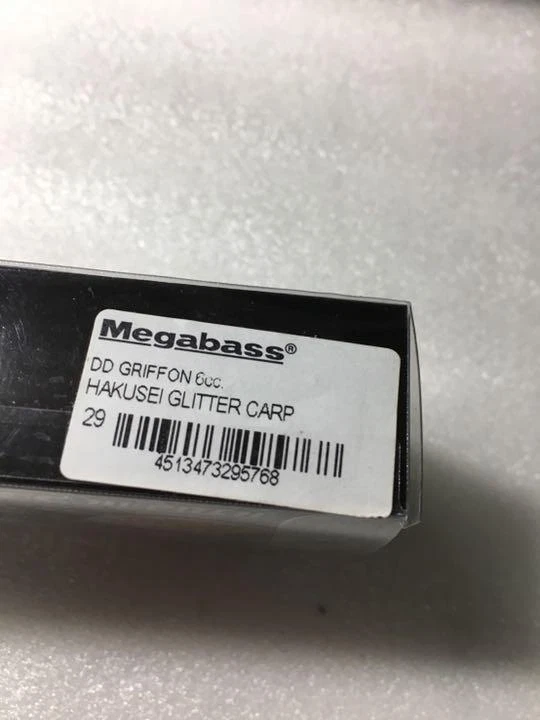 Megabass®
DD GRIFFON 6cc.
HAKUSEI GLITTER CARP
29
4513473295768